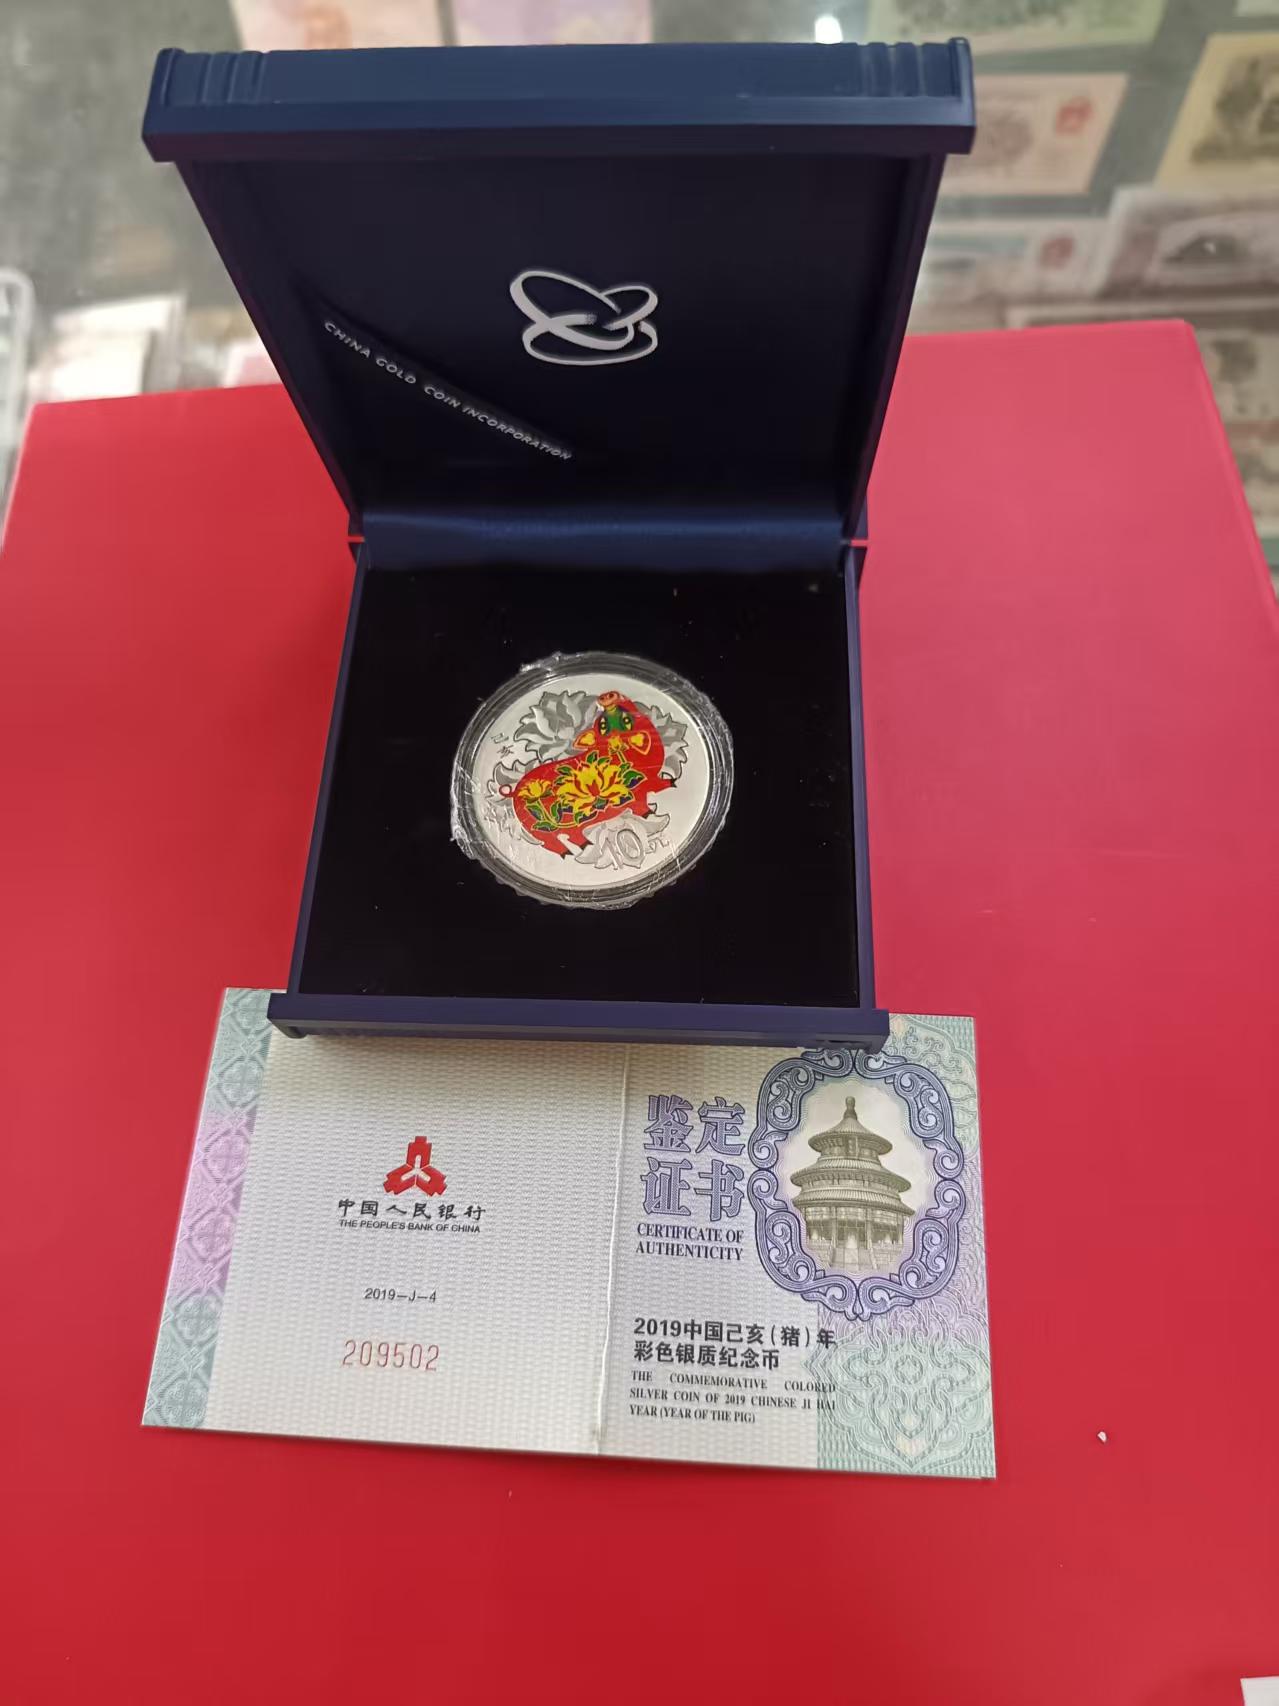 CHINA GOLD COIN INCORPORATION
己亥
10元
中国人民银行
THE PEOPLE'S BANK OF CHINA
2019-J-4
209502
鉴定
证书
CERTIFICATE OF
AUTHENTICITY
2019中国己亥(猪)年
彩色银质纪念币
THE COMMEMORATIVE COLORED
SILVER COIN OF 2019 CHINESE JI HAI
YEAR (YEAR OF THE PIG)